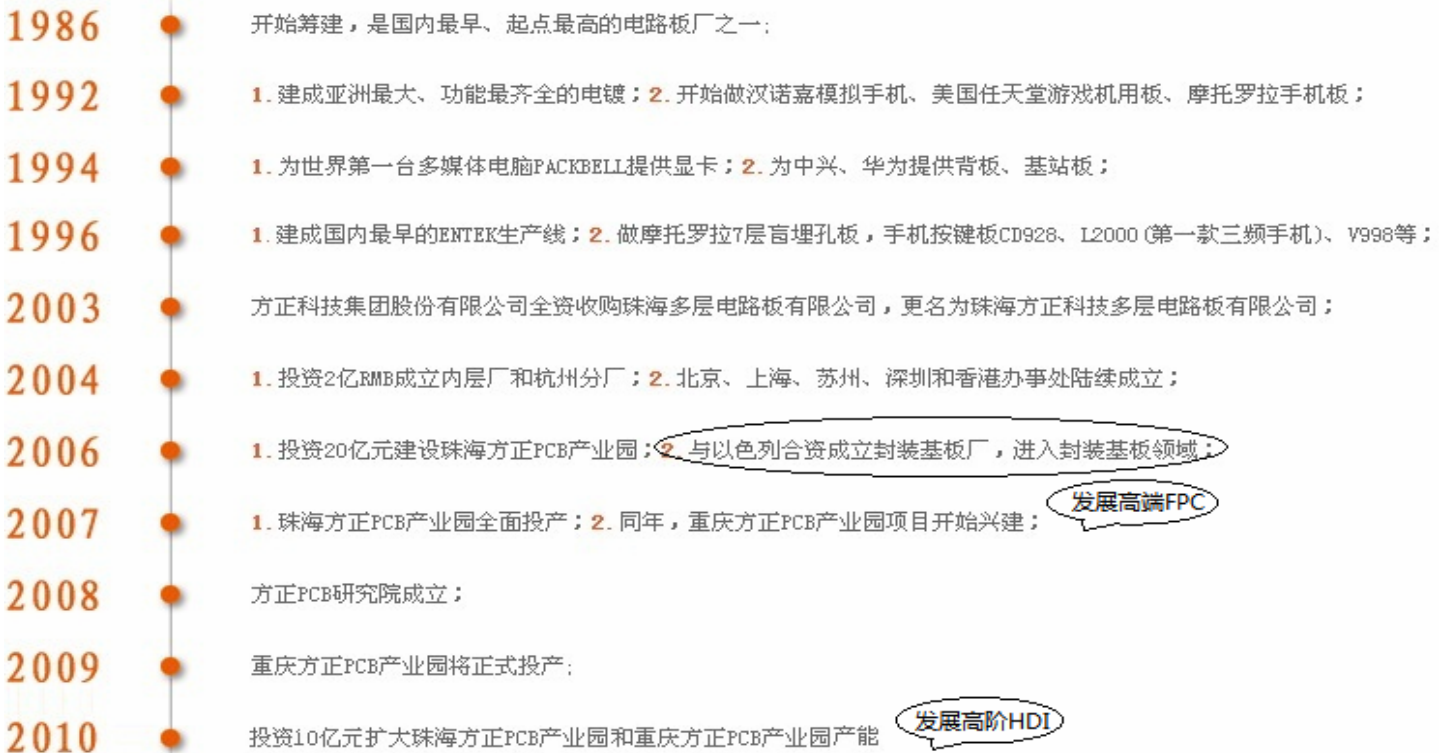 1986 开始筹建，是国内最早、起点最高的电路板厂之一;
1992 1.建成亚洲最大、功能最齐全的电镀；2.开始做汉诺嘉模拟手机、美国任天堂游戏机用板、摩托罗拉手机板；
1994 1.为世界第一台多媒体电脑PACKBELL提供显卡；2.为中兴、华为提供背板、基站板；
1996 1.建成国内最早的ENTEK生产线；2.做摩托罗拉7层盲埋孔板，手机按键板CD928、L2000(第一款三频手机)、V998等；
2003 方正科技集团股份有限公司全资收购珠海多层电路板有限公司，更名为珠海方正科技多层电路板有限公司；
2004 1.投资2亿RMB成立内层厂和杭州分厂；2.北京、上海、苏州、深圳和香港办事处陆续成立；
2006 1.投资20亿元建设珠海方正PCB产业园；2.与以色列合资成立封装基板厂，进入封装基板领域；
发展高端FPC
2007 1.珠海方正PCB产业园全面投产；2.同年，重庆方正PCB产业园项目开始兴建；
2008 方正PCB研究院成立；
2009 重庆方正PCB产业园将正式投产;
发展高阶HDI
2010 投资10亿元扩大珠海方正PCB产业园和重庆方正PCB产业园产能